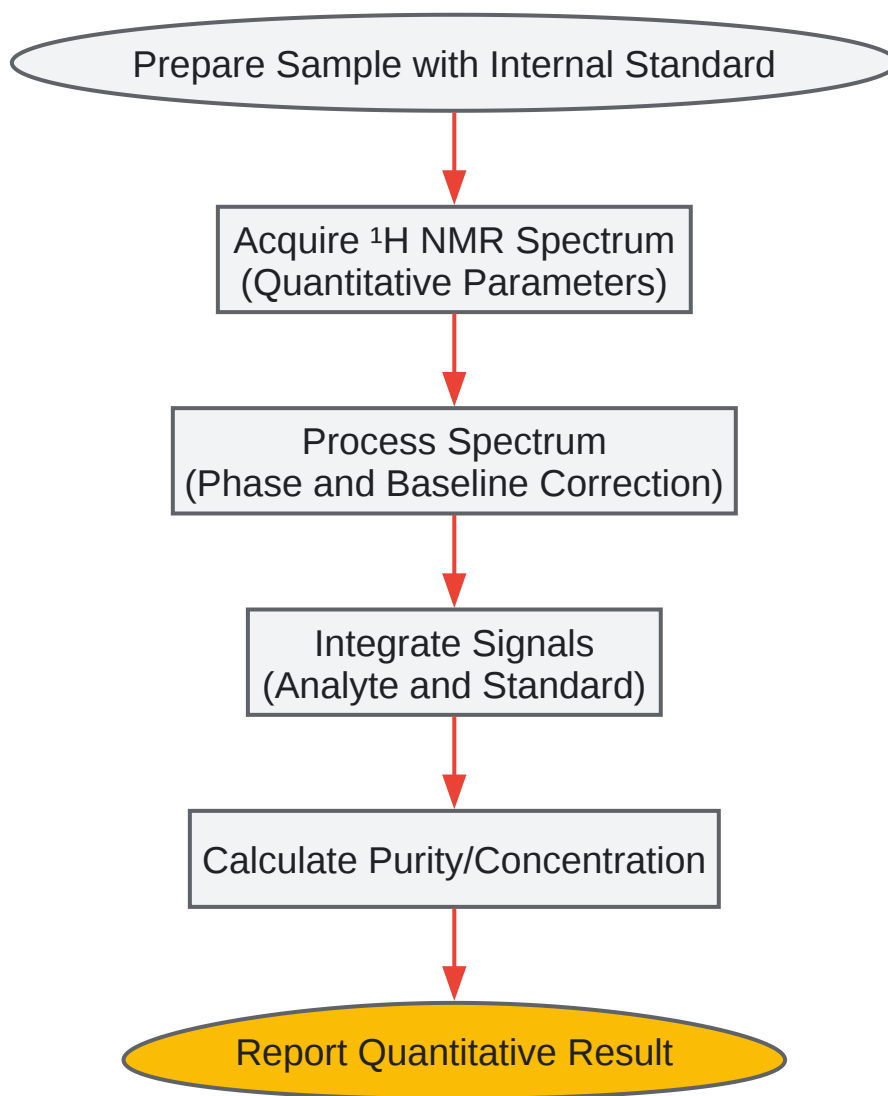 Prepare Sample with Internal Standard
Acquire ¹H NMR Spectrum
(Quantitative Parameters)
Process Spectrum
(Phase and Baseline Correction)
Integrate Signals
(Analyte and Standard)
Calculate Purity/Concentration
Report Quantitative Result